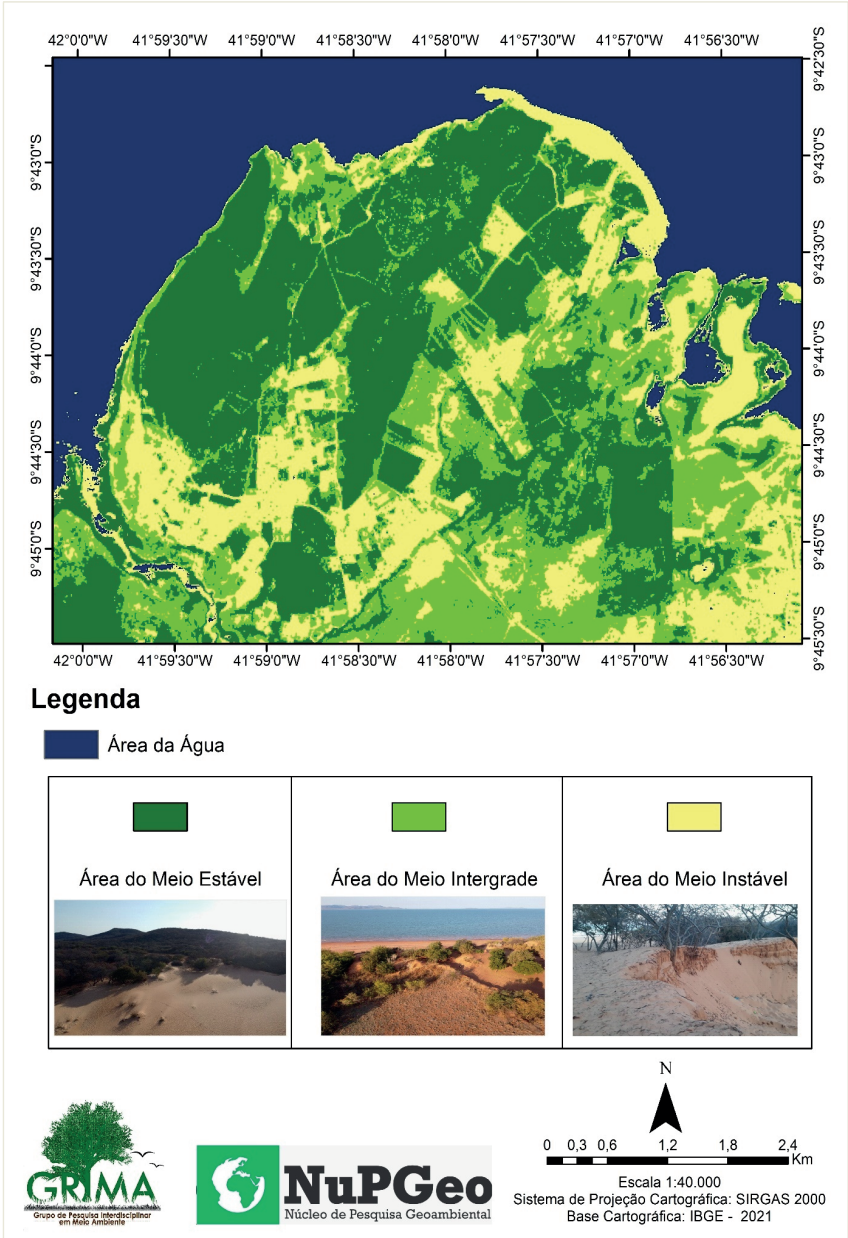 42°0'0"W 41°59'30"W 41°59'0"W 41°58'30"W 41°58'0"W 41°57'30"W 41°57'0"W 41°56'30"W
9°43'0"S
9°43'30"S
9°44'0"S
9°44'30"S
9°45'0"S
9°42'30"S
9°43'0"S
9°43'30"S
9°44'0"S
9°44'30"S
9°45'0"S
9°45'30"S
42°0'0"W 41°59'30"W 41°59'0"W 41°58'30"W 41°58'0"W 41°57'30"W 41°57'0"W 41°56'30"W
Legenda
Área da Água
Área do Meio Estável
Área do Meio Intergrade
Área do Meio Instável
N
0 0,3 0,6 1,2 1,8 2,4
Km
Escala 1:40.000
Sistema de Projeção Cartográfica: SIRGAS 2000
Base Cartográfica: IBGE - 2021
GRIMA
Grupo de Pesquisa Interdisciplinar
em Meio Ambiente
NuPGeo
Núcleo de Pesquisa Geoambiental